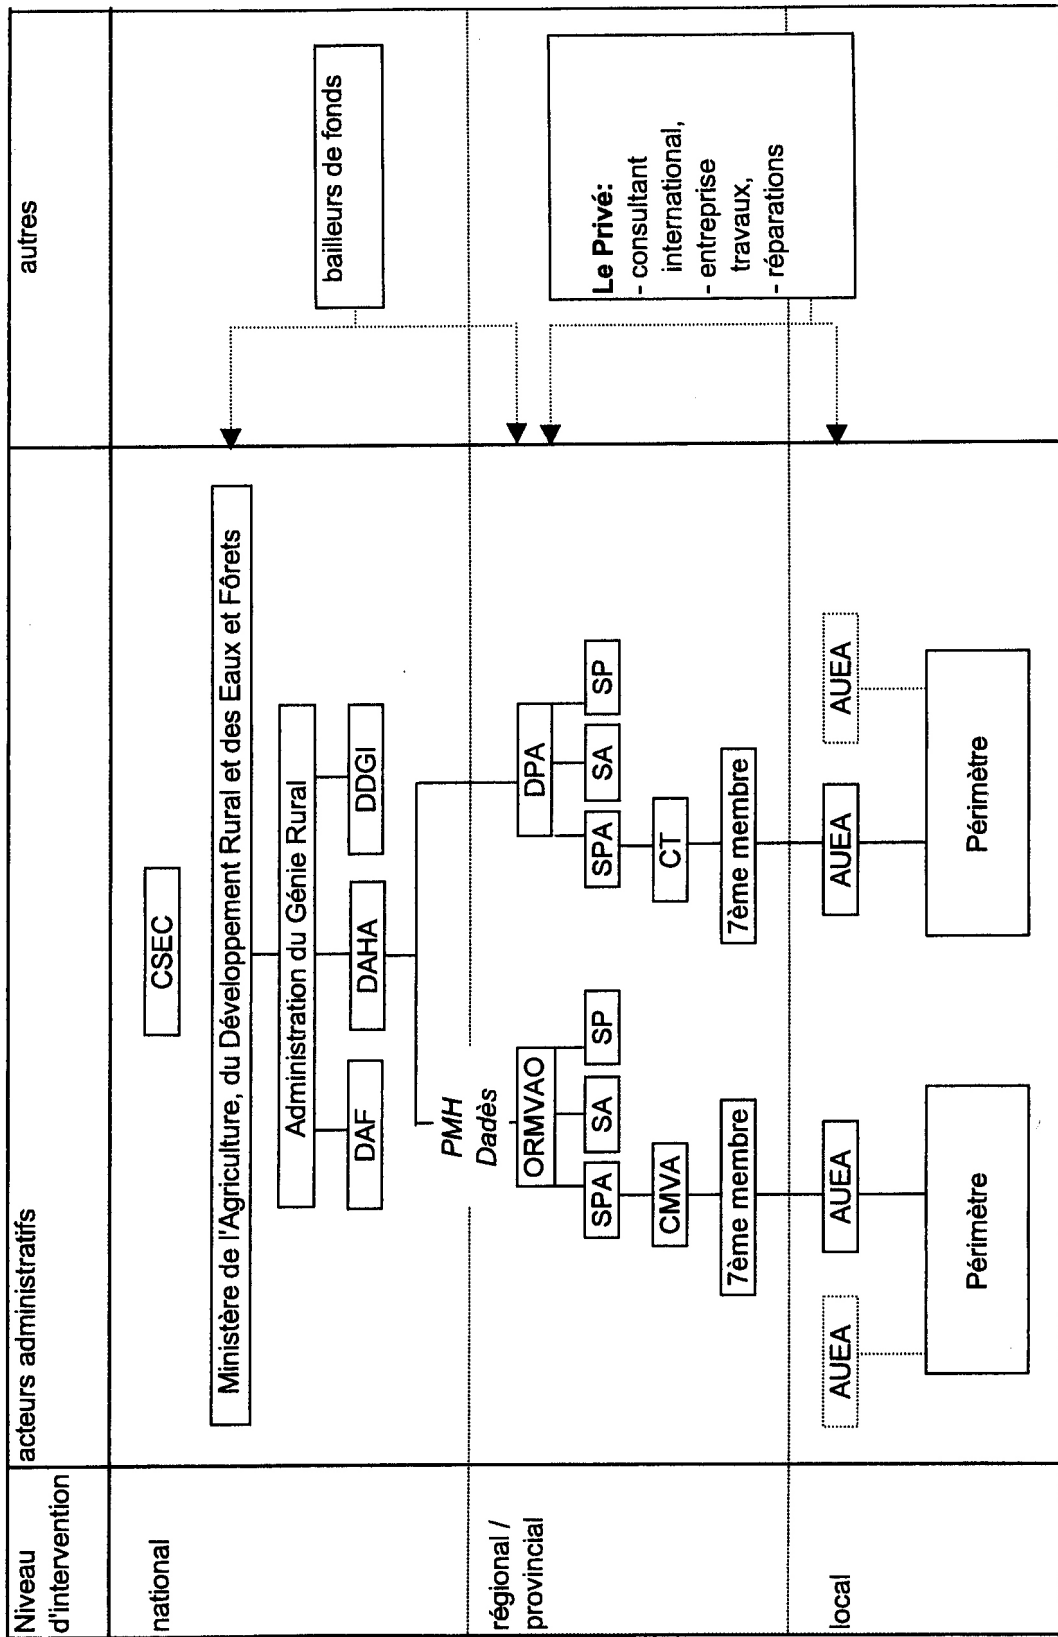 Niveau
d'intervention
acteurs administratifs
autres
national
CSEC
Ministère de l'Agriculture, du Développement Rural et des Eaux et Fôrets
Administration du Génie Rural
DAF
DAHA
DDGI
bailleurs de fonds
régional /
provincial
PMH
Dadès
ORMVAO
DPA
SPA
SA
SP
SPA
SA
SP
CMVA
CT
7ème membre
7ème membre
Le Privé:
- consultant
international,
- entreprise
travaux,
- réparations
local
AUEA
AUEA
AUEA
AUEA
Périmètre
Périmètre